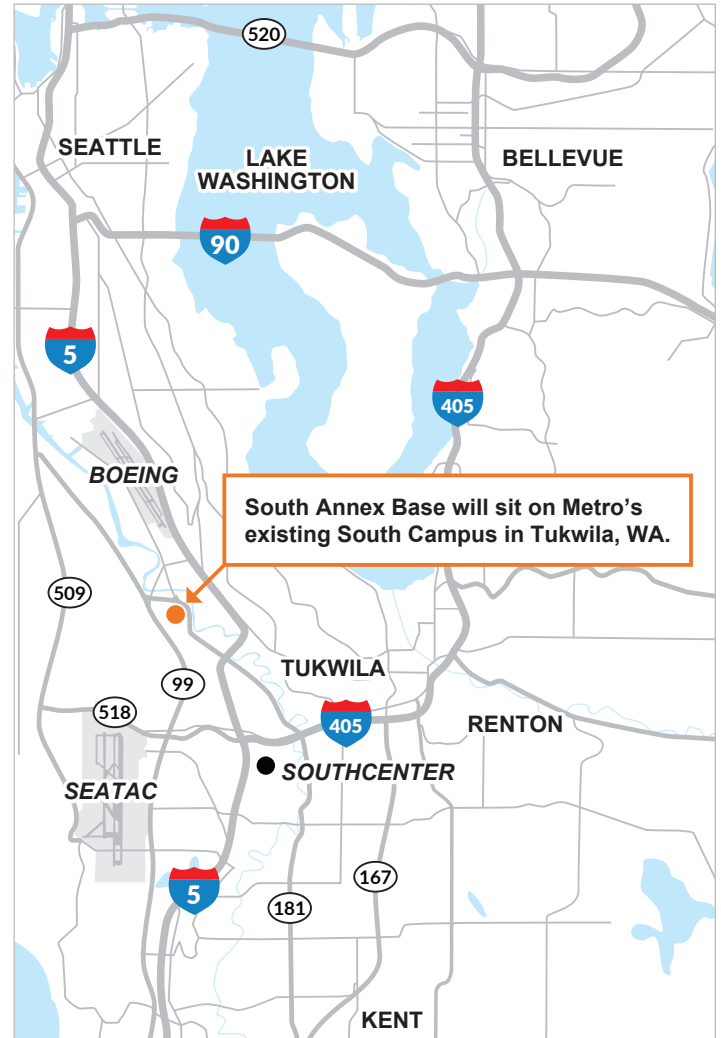 520
SEATTLE
LAKE
WASHINGTON
BELLEVUE
90
5
405
BOEING
South Annex Base will sit on Metro’s
existing South Campus in Tukwila, WA.
509
TUKWILA
99
518
405
RENTON
SOUTHCENTER
SEATAC
5
167
181
KENT